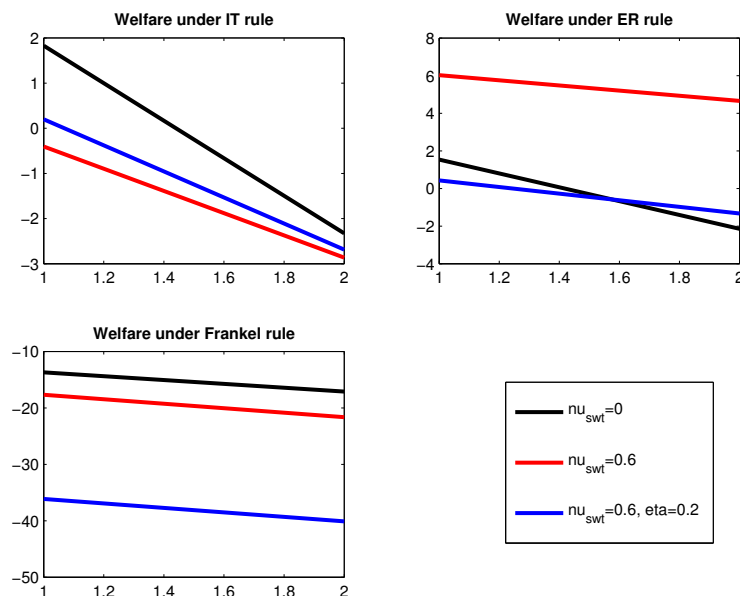 Welfare under IT rule
2
1
0
−1
−2
−3
1 1.2 1.4 1.6 1.8 2
Welfare under ER rule
8
6
4
2
0
−2
−4
1 1.2 1.4 1.6 1.8 2
Welfare under Frankel rule
−10
−20
−30
−40
−50
1 1.2 1.4 1.6 1.8 2
nu_swt=0
nu_swt=0.6
nu_swt=0.6, eta=0.2